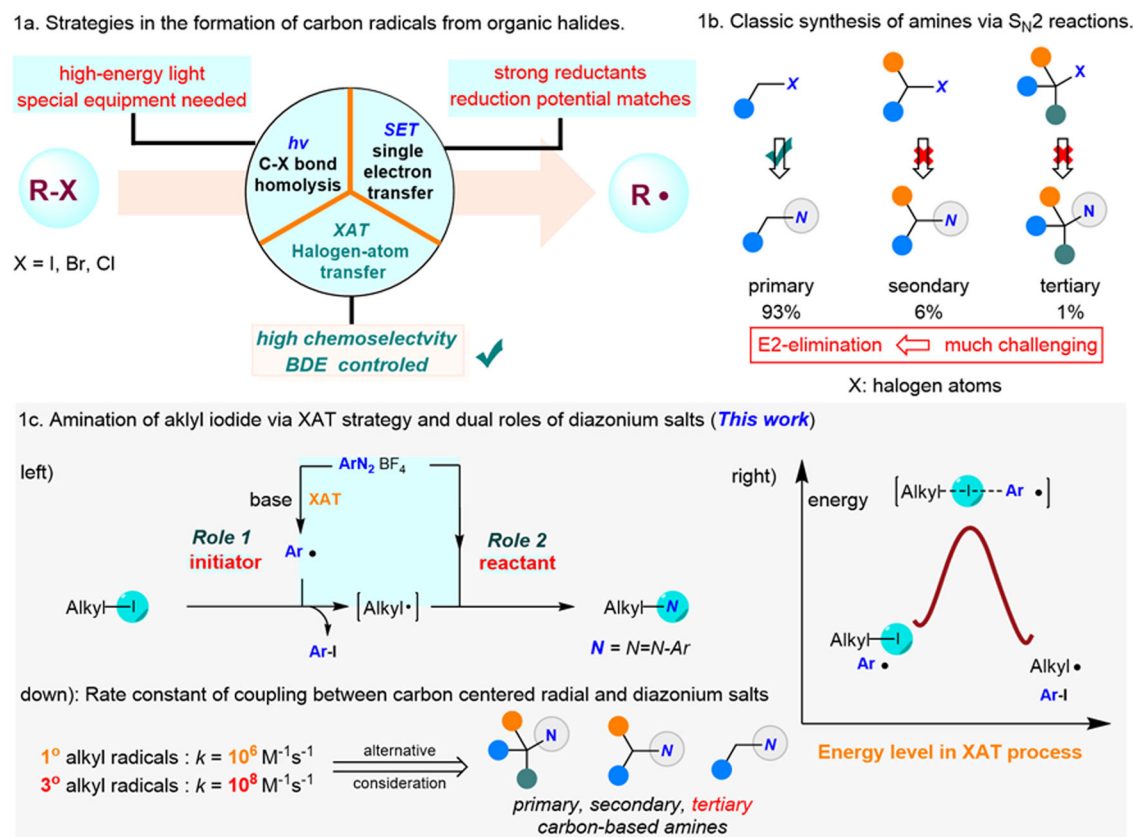 1a. Strategies in the formation of carbon radicals from organic halides.
high-energy light
special equipment needed
strong reductants
reduction potential matches
hv
C-X bond
homolysis
SET
single
electron
transfer
R-X
R •
XAT
Halogen-atom
transfer
X = I, Br, Cl
high chemoselectvity
BDE controled
1b. Classic synthesis of amines via SN2 reactions.
X
X
X
N
N
N
primary
seondary
tertiary
93%
6%
1%
E2-elimination
much challenging
X: halogen atoms
1c. Amination of aklyl iodide via XAT strategy and dual roles of diazonium salts (This work)
left)
ArN2 BF4
base
XAT
Role 1
initiator
Ar •
Role 2
reactant
Alkyl–I
[Alkyl•]
Alkyl–N
Ar-I
N = N=N-Ar
down): Rate constant of coupling between carbon centered radial and diazonium salts
1o alkyl radicals : k = 10^6 M-1s-1
3o alkyl radicals : k = 10^8 M-1s-1
alternative
consideration
N
N
N
primary, secondary, tertiary
carbon-based amines
right)
energy
[Alkyl---I----Ar •]
Alkyl–I
Ar •
Alkyl •
Ar-I
Energy level in XAT process